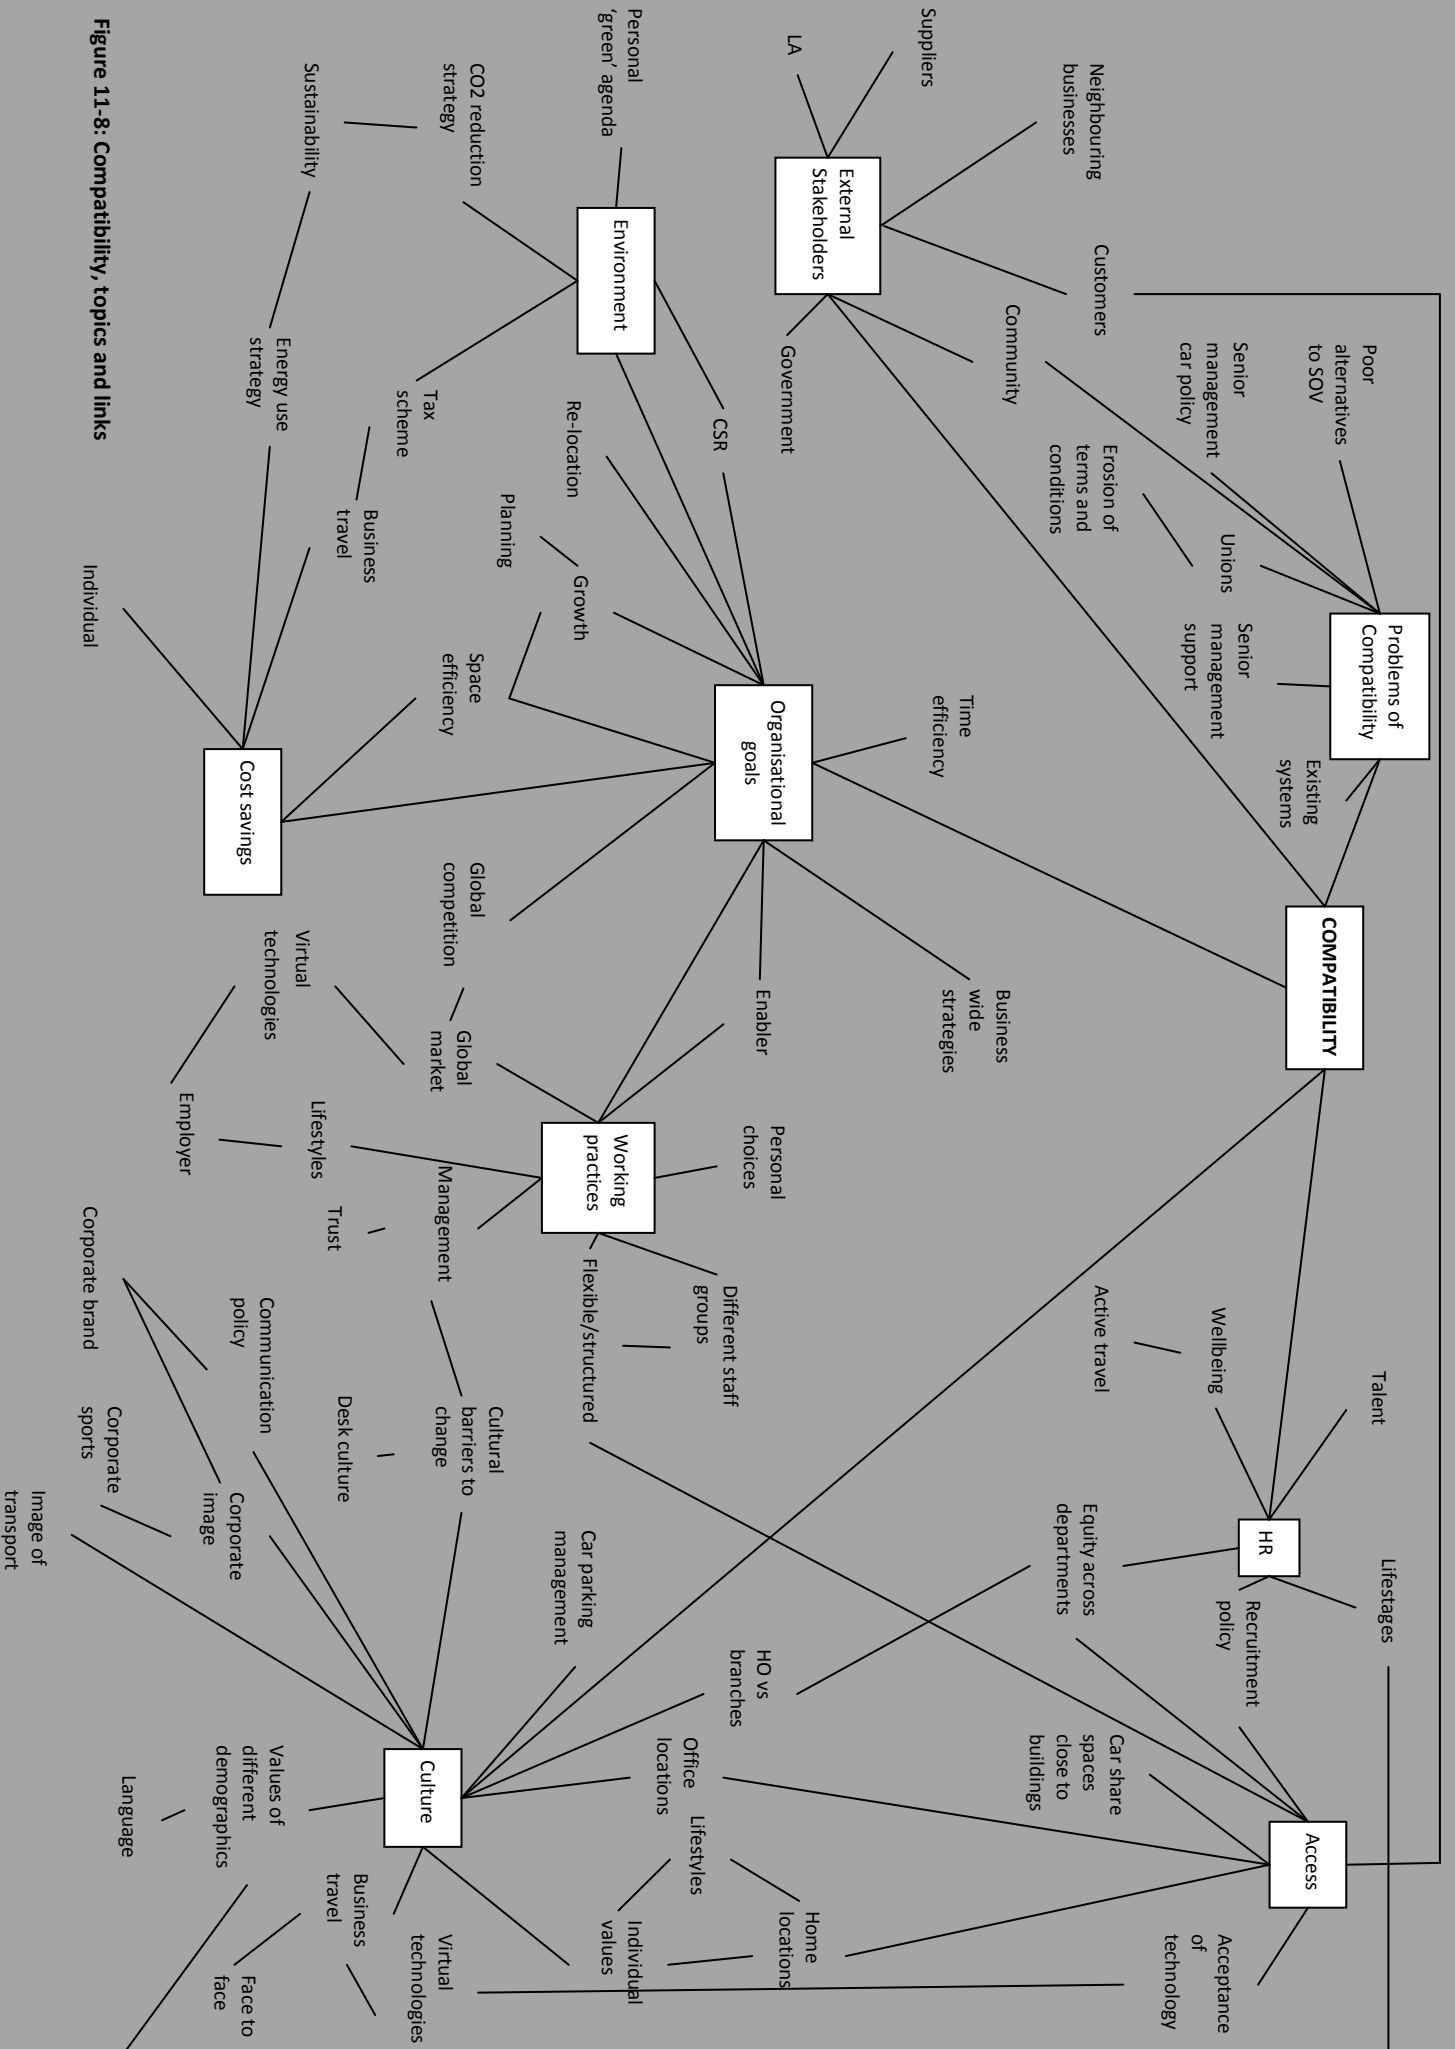 Poor
alternatives
to SOV
Senior
management
car policy
Unions
Erosion of
terms and
conditions
Problems of
Compatibility
Senior
management
support
Existing
systems
COMPATIBILITY
Talent
Wellbeing
Active travel
HR
Lifestages
Recruitment
policy
Equity across
departments
Access
Car share
spaces
close to
buildings
Acceptance
of
technology
Neighbouring
businesses
Customers
Community
Suppliers
LA
External
Stakeholders
Government
Time
efficiency
Organisational
goals
Business
wide
strategies
Enabler
Personal
choices
Different staff
groups
HO vs
branches
Office
locations
Lifestyles
Home
locations
Individual
values
Personal
‘green’ agenda
Environment
CSR
Re-location
Growth
Planning
Working
practices
Flexible/structured
Car parking
management
CO2 reduction
strategy
Tax
scheme
Business
travel
Space
efficiency
Global
competition
Global
market
Management
Trust
Cultural
barriers to
change
Desk culture
Culture
Virtual
technologies
Business
travel
Face to
face
Sustainability
Energy use
strategy
Cost savings
Individual
Virtual
technologies
Lifestyles
Employer
Communication
policy
Corporate brand
Corporate
image
Corporate
sports
Image of
transport
Values of
different
demographics
Language
Figure 11-8: Compatibility, topics and links